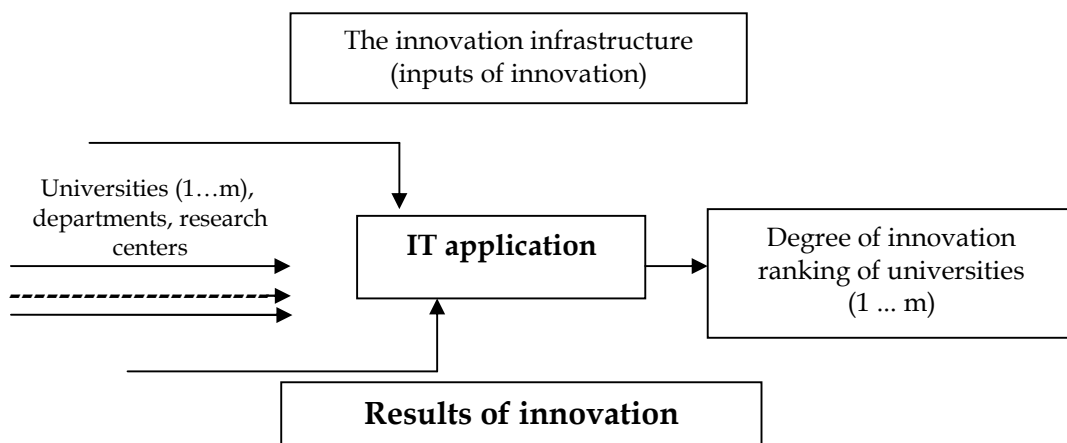 The innovation infrastructure
(inputs of innovation)
Universities (1…m),
departments, research
centers
IT application
Degree of innovation
ranking of universities
(1 ... m)
Results of innovation